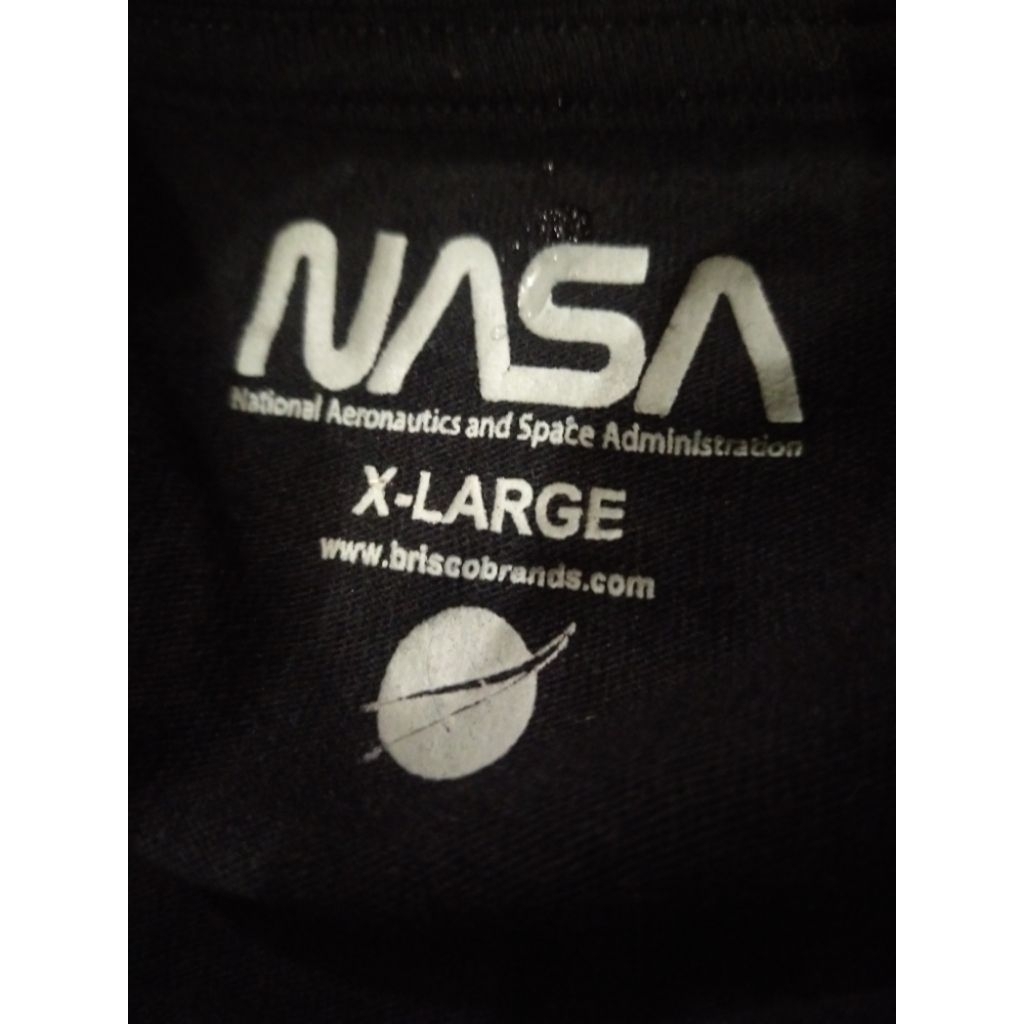 NASA
National Aeronautics and Space Administration
X-LARGE
www.briscobrands.com